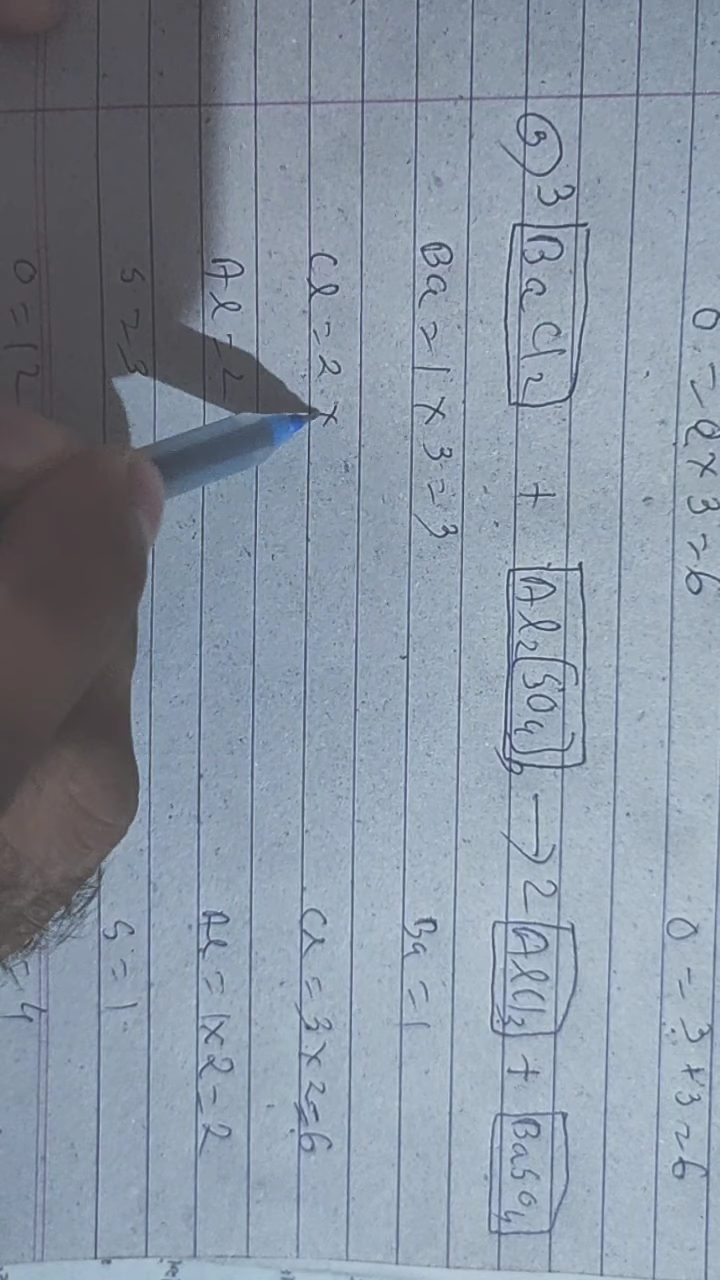 O = 2 x 3 = 6 O = 3 + 3 = 6
3 BaCl2 + Al2(SO4)3 → 2 AlCl3 + BaSO4
Ba = 1 x 3 = 3 Ba = 1
Cl = 2 x Cl = 3 x 2 = 6
Al = 2 Al = 1 x 2 = 2
S = 3 S = 1
O = 12 = 4